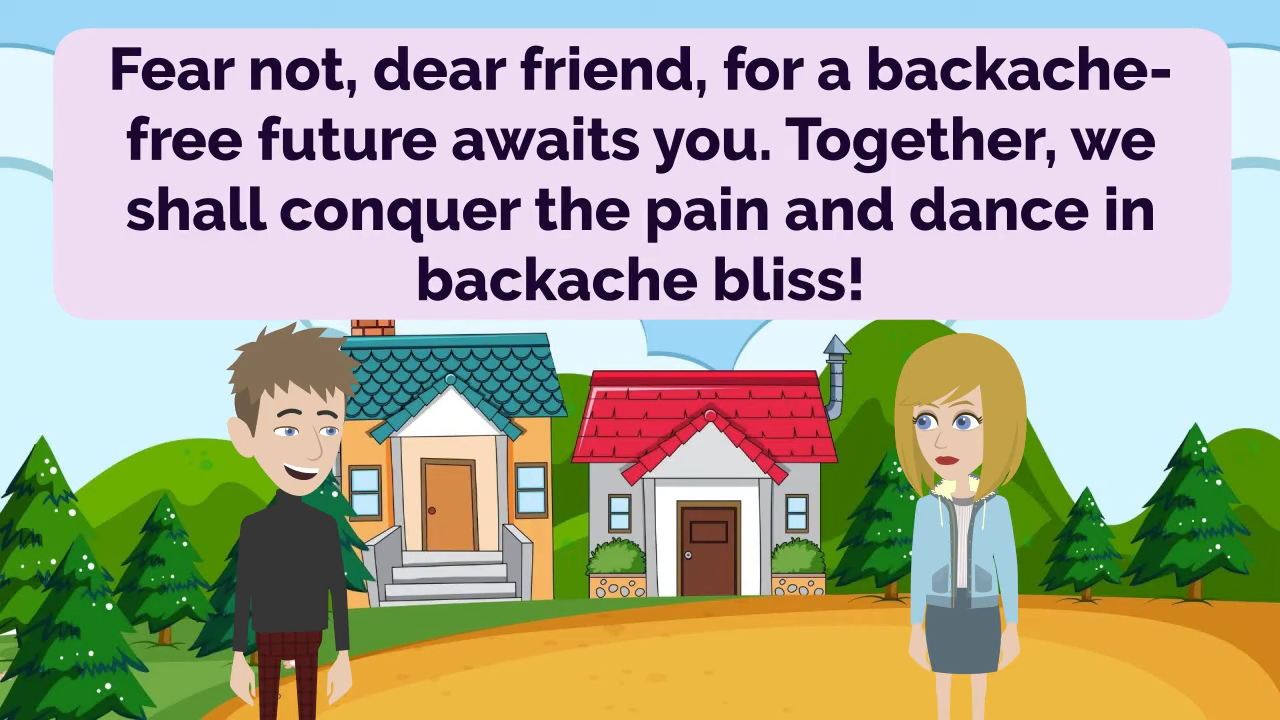 Fear not, dear friend, for a backache-
free future awaits you. Together, we
shall conquer the pain and dance in
backache bliss!